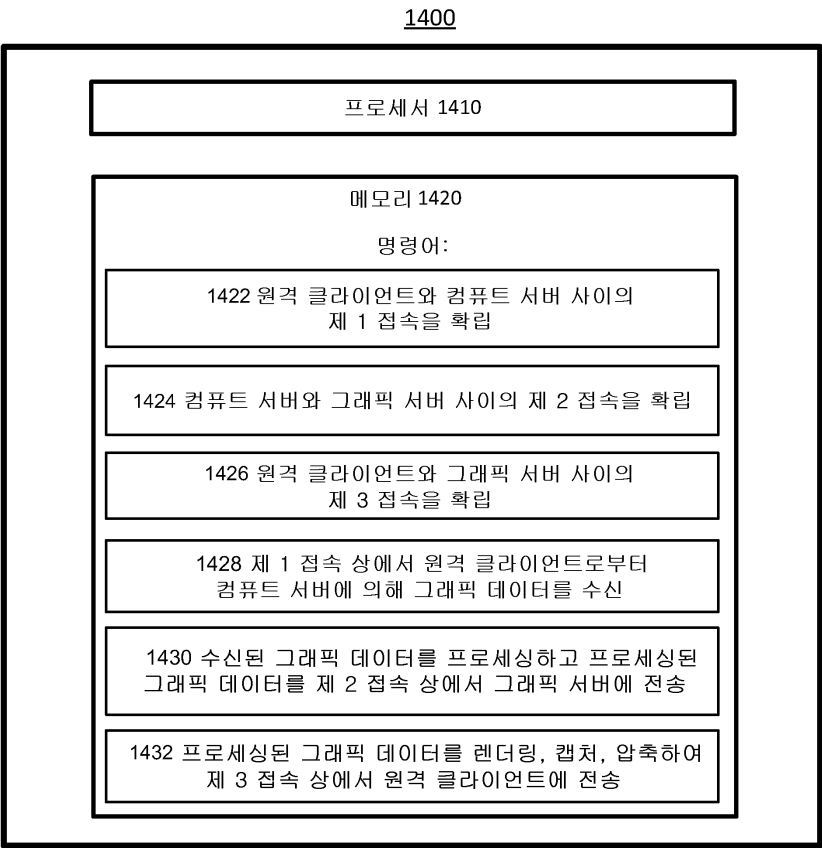 1400
프로세서 1410
메모리 1420
명령어:
1422 원격 클라이언트와 컴퓨트 서버 사이의
제 1 접속을 확립
1424 컴퓨트 서버와 그래픽 서버 사이의 제 2 접속을 확립
1426 원격 클라이언트와 그래픽 서버 사이의
제 3 접속을 확립
1428 제 1 접속 상에서 원격 클라이언트로부터
컴퓨트 서버에 의해 그래픽 데이터를 수신
1430 수신된 그래픽 데이터를 프로세싱하고 프로세싱된
그래픽 데이터를 제 2 접속 상에서 그래픽 서버에 전송
1432 프로세싱된 그래픽 데이터를 렌더링, 캡처, 압축하여
제 3 접속 상에서 원격 클라이언트에 전송